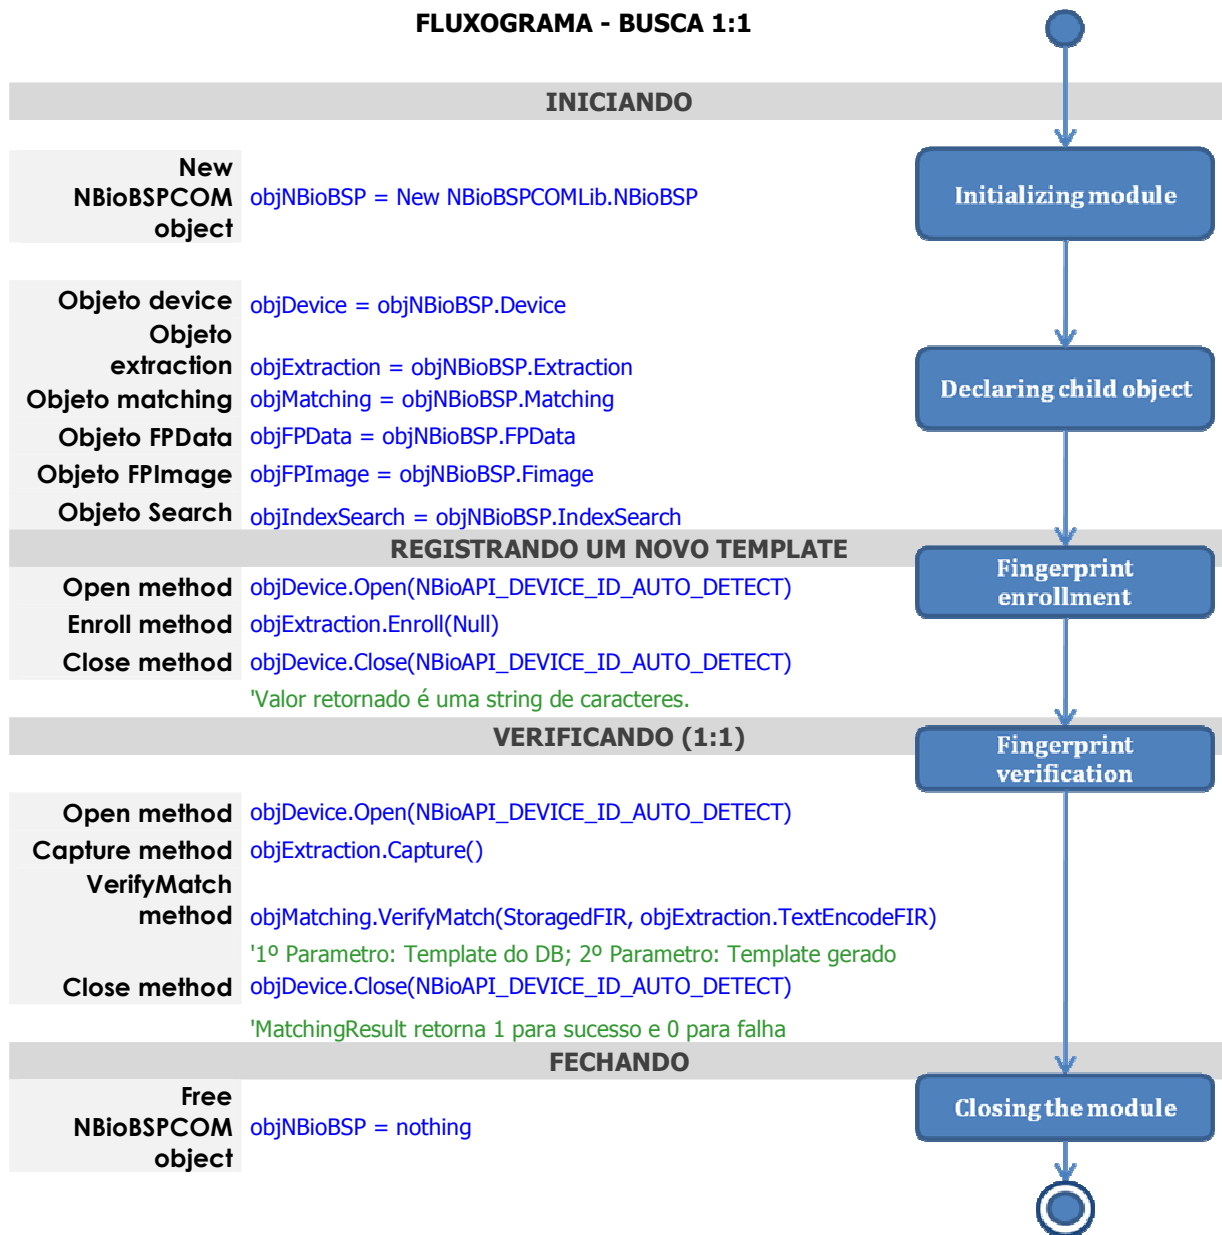 FLUXOGRAMA - BUSCA 1:1
INICIANDO
New
NBioBSPCOM
object
objNBioBSP = New NBioBSPCOMLib.NBioBSP
Initializing module
Objeto device
objDevice = objNBioBSP.Device
Objeto
extraction
objExtraction = objNBioBSP.Extraction
Objeto matching
objMatching = objNBioBSP.Matching
Declaring child object
Objeto FPData
objFPData = objNBioBSP.FPData
Objeto FPImage
objFPImage = objNBioBSP.Fimage
Objeto Search
objIndexSearch = objNBioBSP.IndexSearch
REGISTRANDO UM NOVO TEMPLATE
Fingerprint
enrollment
Open method
objDevice.Open(NBioAPI_DEVICE_ID_AUTO_DETECT)
Enroll method
objExtraction.Enroll(Null)
Close method
objDevice.Close(NBioAPI_DEVICE_ID_AUTO_DETECT)
'Valor retornado é uma string de caracteres.
VERIFICANDO (1:1)
Fingerprint
verification
Open method
objDevice.Open(NBioAPI_DEVICE_ID_AUTO_DETECT)
Capture method
objExtraction.Capture()
VerifyMatch
method
objMatching.VerifyMatch(StoragedFIR, objExtraction.TextEncodeFIR)
'1º Parametro: Template do DB; 2º Parametro: Template gerado
Close method
objDevice.Close(NBioAPI_DEVICE_ID_AUTO_DETECT)
'MatchingResult retorna 1 para sucesso e 0 para falha
FECHANDO
Free
NBioBSPCOM
object
objNBioBSP = nothing
Closing the module